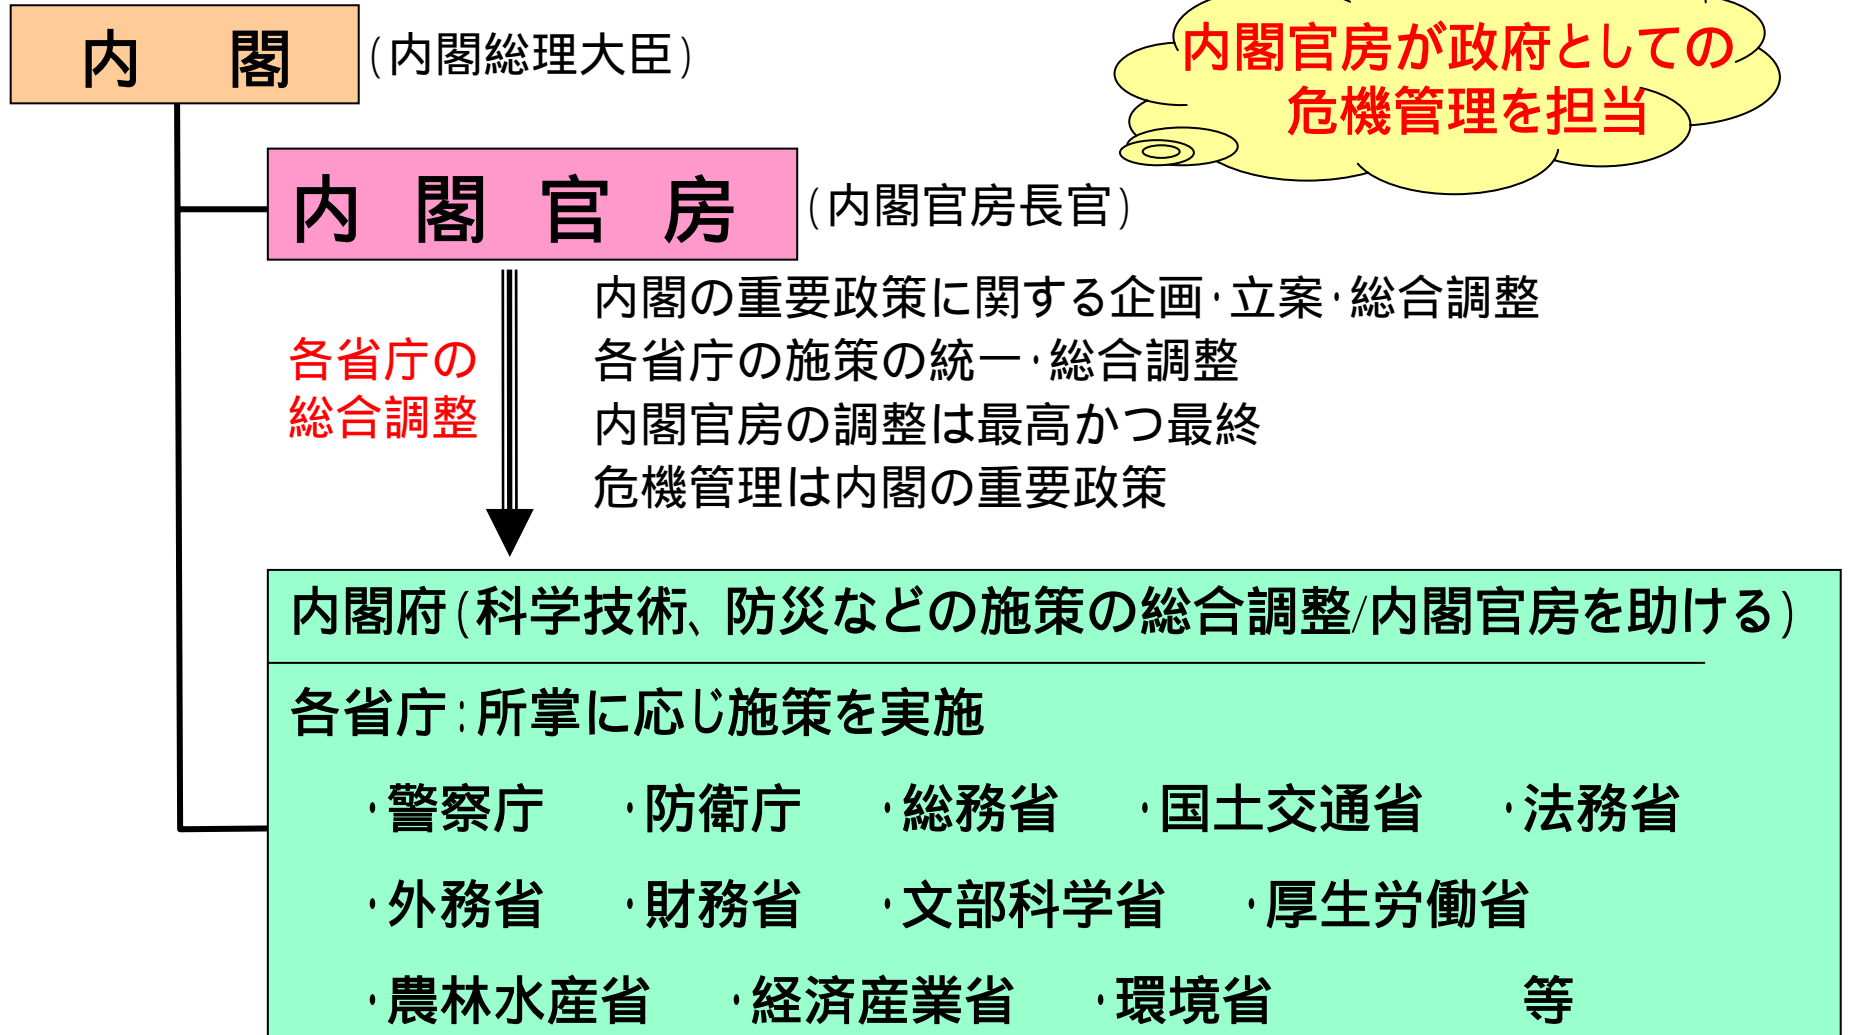 内閣官房が政府としての
危機管理を担当
内　閣 (内閣総理大臣)
内 閣 官 房 (内閣官房長官)
各省庁の
総合調整
内閣の重要政策に関する企画・立案・総合調整
各省庁の施策の統一・総合調整
内閣官房の調整は最高かつ最終
危機管理は内閣の重要政策
内閣府(科学技術、防災などの施策の総合調整/内閣官房を助ける)
各省庁：所掌に応じ施策を実施
・警察庁　・防衛庁　・総務省　・国土交通省　・法務省
・外務省　・財務省　・文部科学省　・厚生労働省
・農林水産省　・経済産業省　・環境省　等